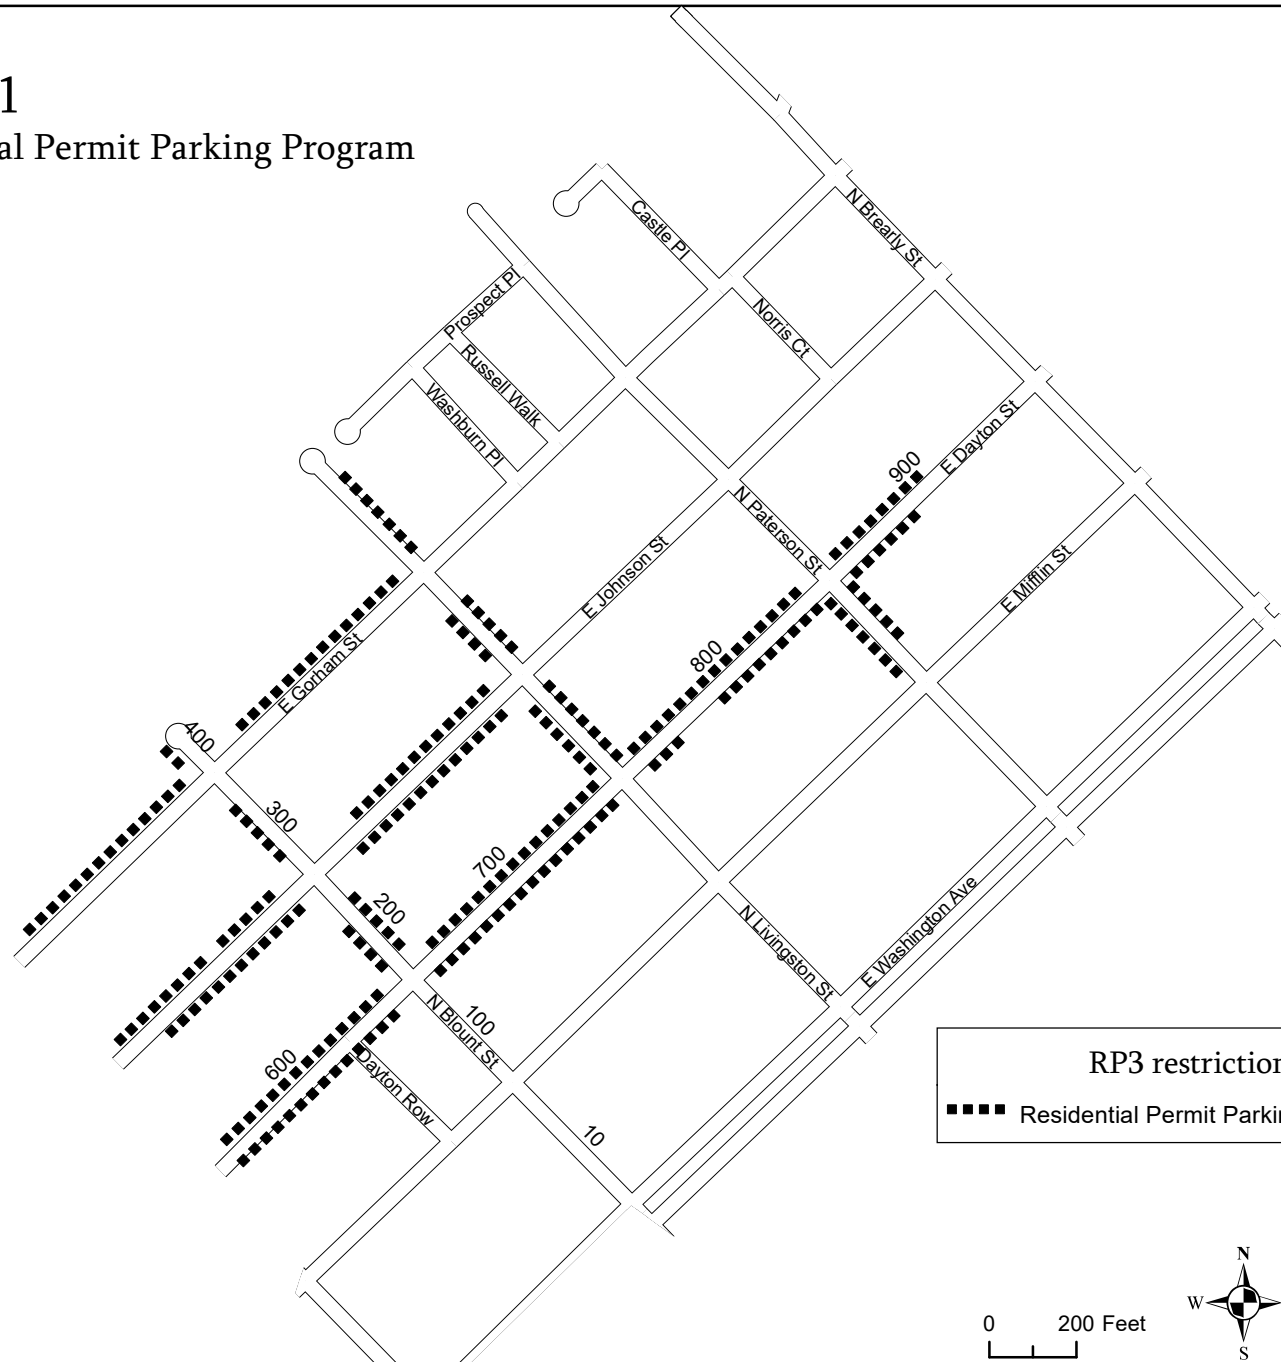 1
al Permit Parking Program
N Brearly St
Castle Pl
Prospect Pl
Norris Ct
Russell Walk
Washburn Pl
E Dayton St
900
N Paterson St
E Johnson St
E Mifflin St
800
E Gorham St
400
300
700
200
N Livingston St
E Washington Ave
100
N Blount St
600
Dayton Row
10
RP3 restriction
Residential Permit Parkin
N
W
S
0 200 Feet